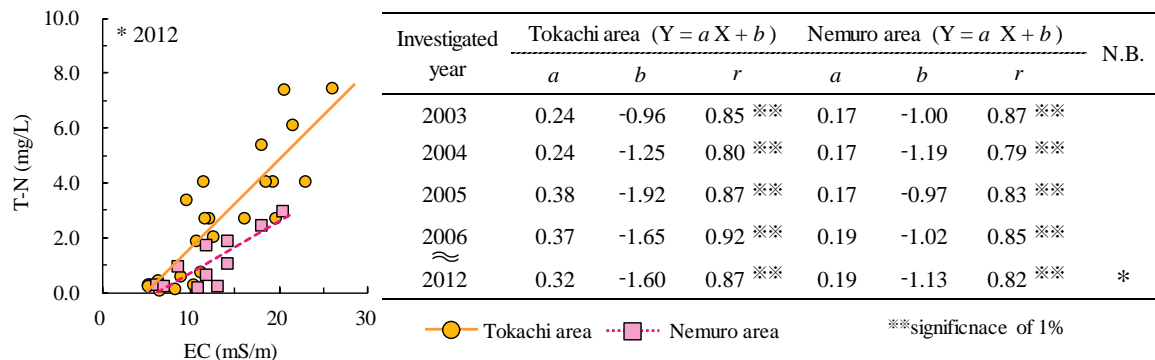 * 2012
10.0
8.0
6.0
4.0
2.0
0.0
T-N (mg/L)
0 10 20 30
EC (mS/m)
Investigated year Tokachi area (Y = a X + b) Nemuro area (Y = a X + b) N.B.
a b r a b r
2003 0.24 -0.96 0.85 ※※ 0.17 -1.00 0.87 ※※
2004 0.24 -1.25 0.80 ※※ 0.17 -1.19 0.79 ※※
2005 0.38 -1.92 0.87 ※※ 0.17 -0.97 0.83 ※※
2006 0.37 -1.65 0.92 ※※ 0.19 -1.02 0.85 ※※
≈
2012 0.32 -1.60 0.87 ※※ 0.19 -1.13 0.82 ※※ *
Tokachi area Nemuro area ※※significnace of 1%